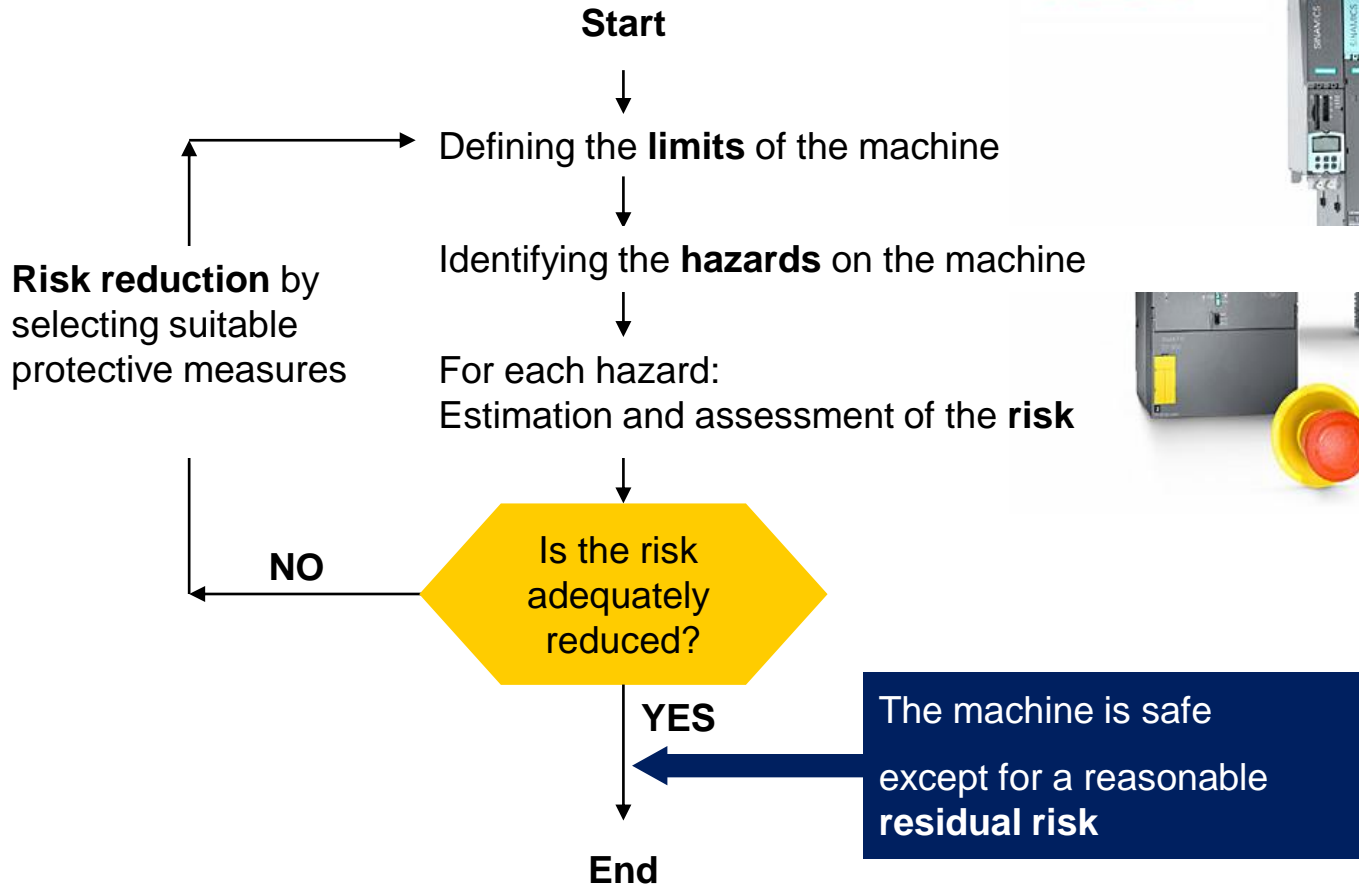 Start
SINAMICS
SINAMICS
Defining the limits of the machine
Identifying the hazards on the machine
Risk reduction by
selecting suitable
protective measures
For each hazard:
Estimation and assessment of the risk
Is the risk
adequately
reduced?
NO
YES
The machine is safe
except for a reasonable
residual risk
End